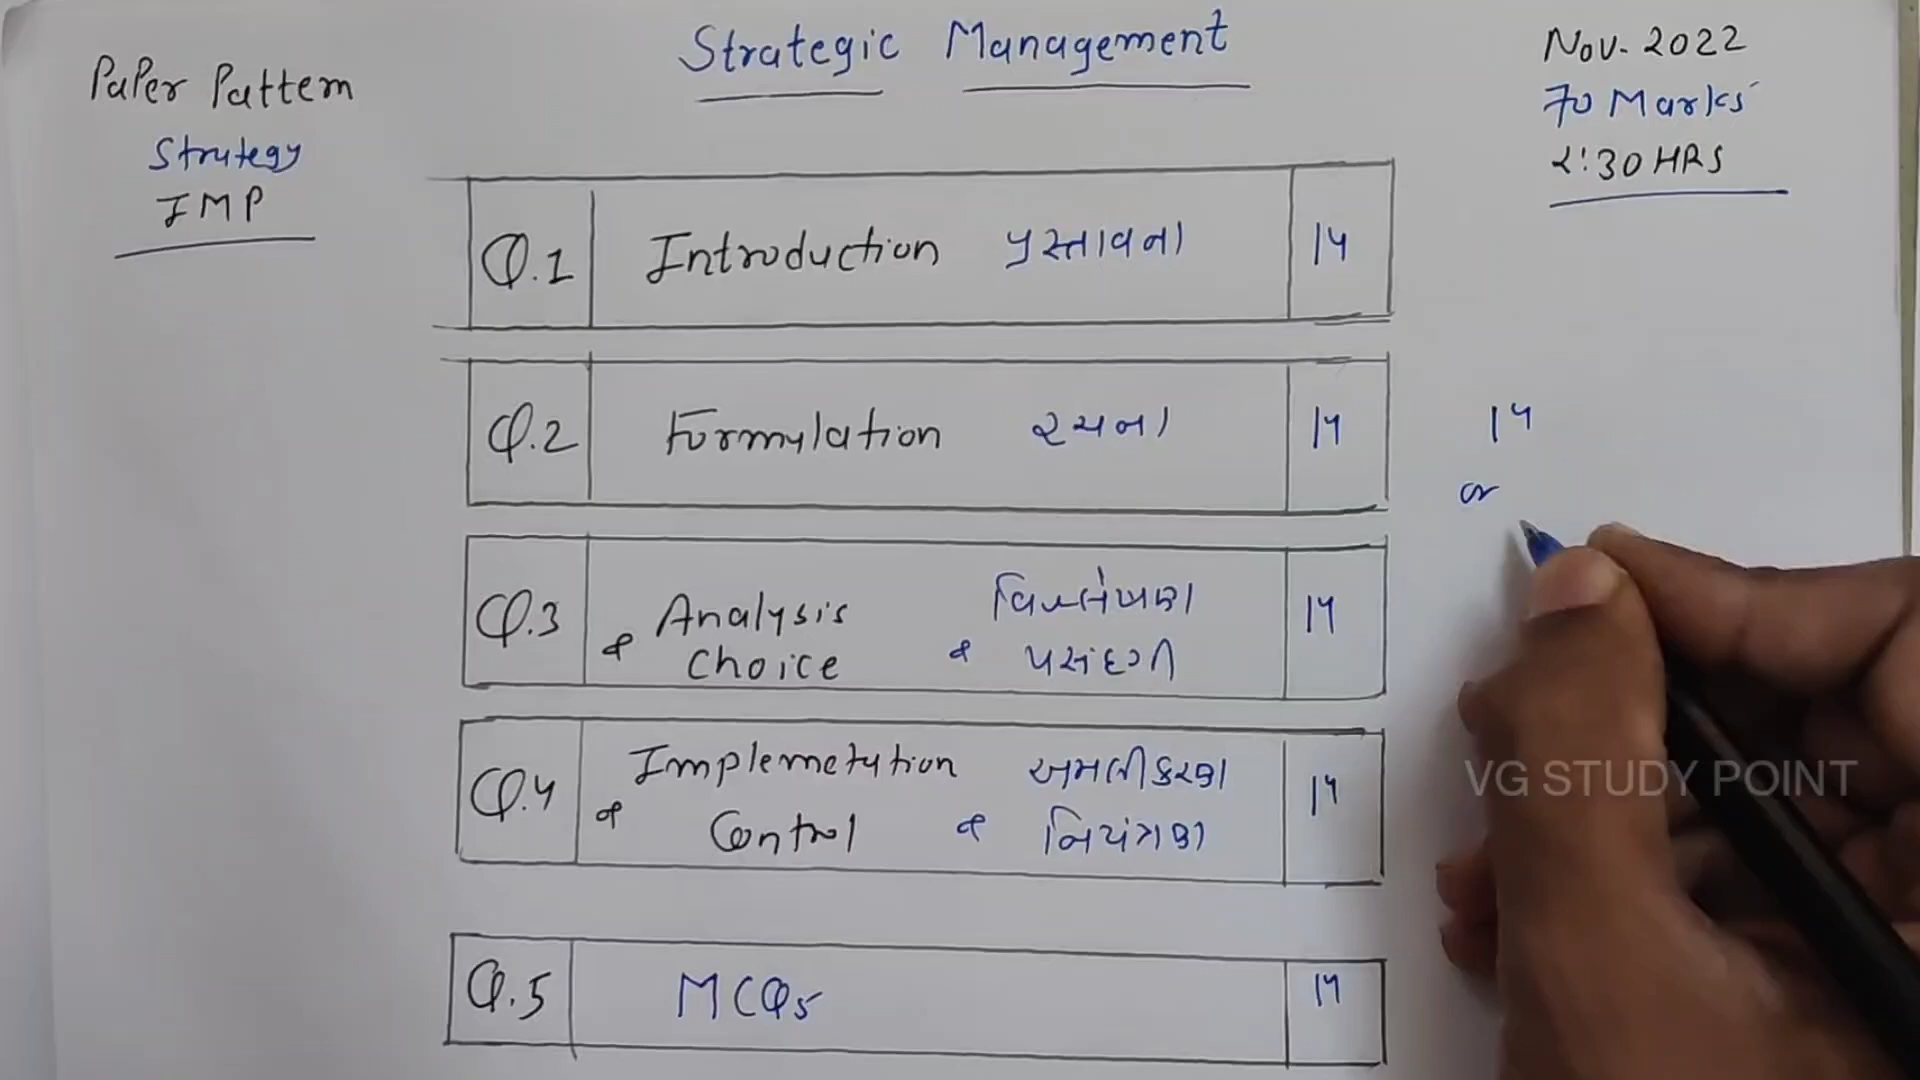 Strategic Management
Paper Pattern
Strategy
IMP
Nov. 2022
70 Marks
2:30 HRS
Q.1 Introduction પ્રસ્તાવના 14
Q.2 Formulation રચના 14
14
or
Q.3 Analysis વિશ્લેષણ 14
& Choice & પસંદગી
Q.4 Implemetation અમલીકરણ 14
& Control & નિયંત્રણ
Q.5 MCQs 14
VG STUDY POINT